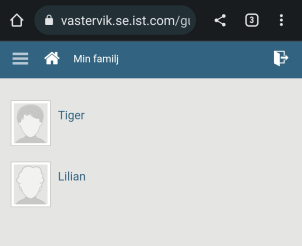 vastervik.se.ist.com/gu
3
Min familj
Tiger
Lilian